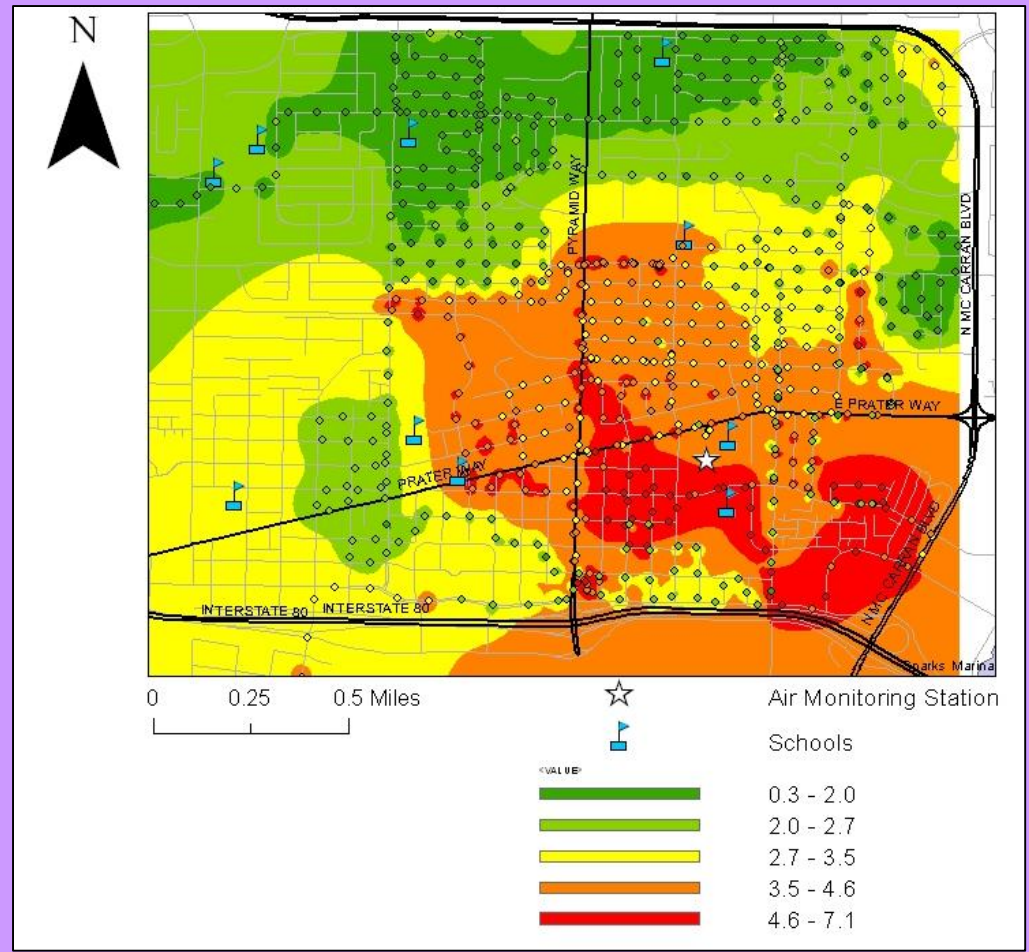 N
PYRAMID WAY
N MC CARRAN BLVD
E PRATER WAY
PRATER WAY
N MC CARRAN BLVD
INTERSTATE 80 INTERSTATE 80
Sparks Marina
0 0.25 0.5 Miles
Air Monitoring Station
Schools
<VALUE>
0.3 - 2.0
2.0 - 2.7
2.7 - 3.5
3.5 - 4.6
4.6 - 7.1